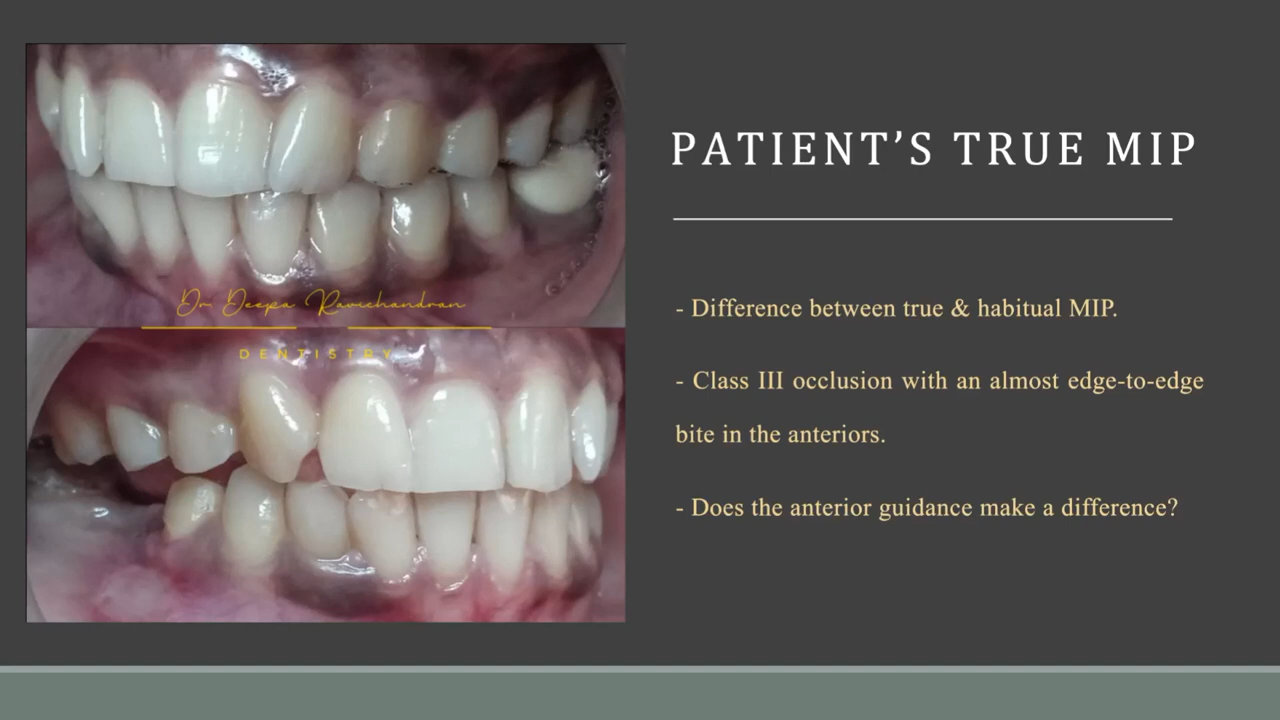 PATIENT’S TRUE MIP
- Difference between true & habitual MIP.
- Class III occlusion with an almost edge-to-edge
bite in the anteriors.
- Does the anterior guidance make a difference?
Dr Deepa Ravichandran
DENTISTRY